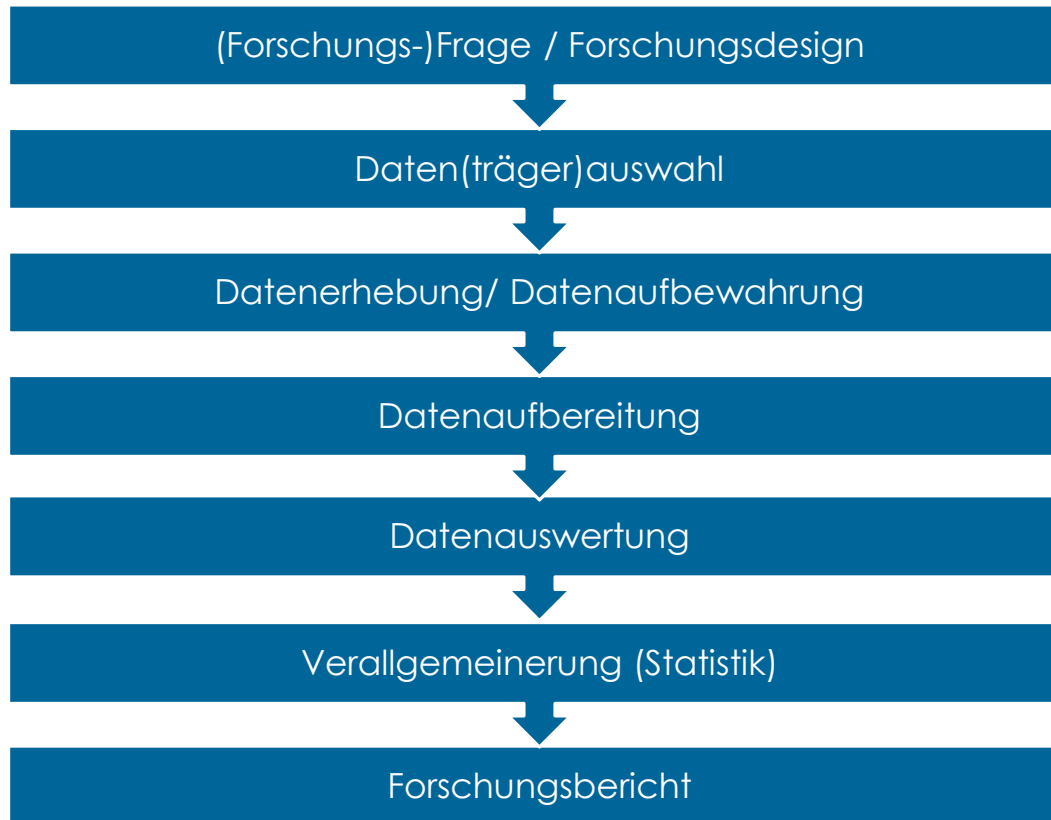 (Forschungs-)Frage / Forschungsdesign
Daten(träger)auswahl
Datenerhebung/ Datenaufbewahrung
Datenaufbereitung
Datenauswertung
Verallgemeinerung (Statistik)
Forschungsbericht